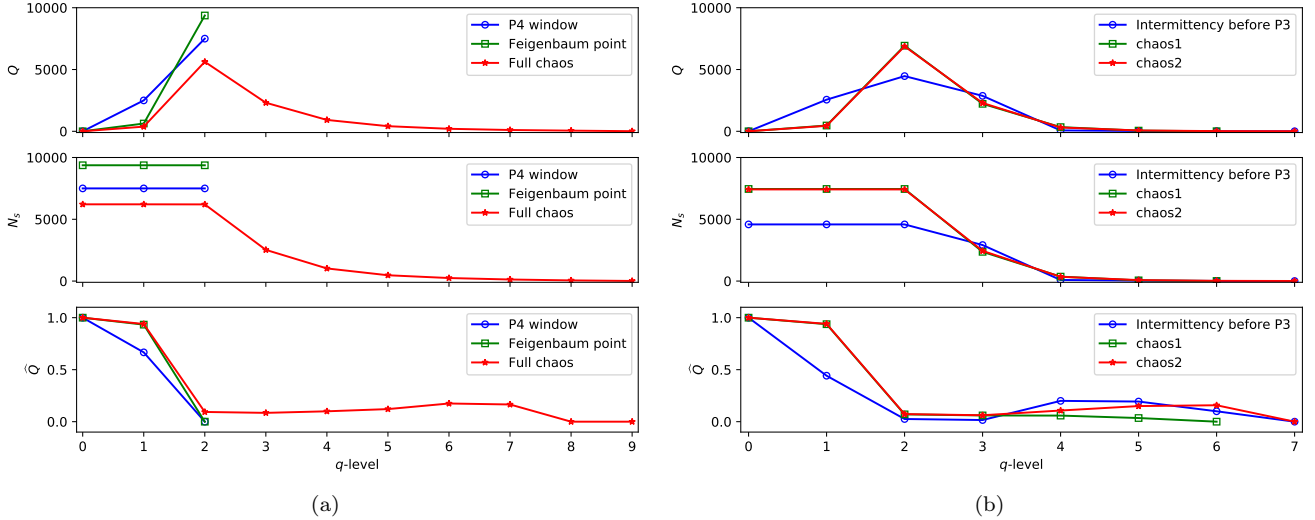 10000
5000
0
Q
P4 window
Feigenbaum point
Full chaos
10000
5000
0
N_s
P4 window
Feigenbaum point
Full chaos
1.0
0.5
0.0
Q̂
P4 window
Feigenbaum point
Full chaos
0 1 2 3 4 5 6 7 8 9
q-level
(a)
10000
5000
0
Q
Intermittency before P3
chaos1
chaos2
10000
5000
0
N_s
Intermittency before P3
chaos1
chaos2
1.0
0.5
0.0
Q̂
Intermittency before P3
chaos1
chaos2
0 1 2 3 4 5 6 7
q-level
(b)